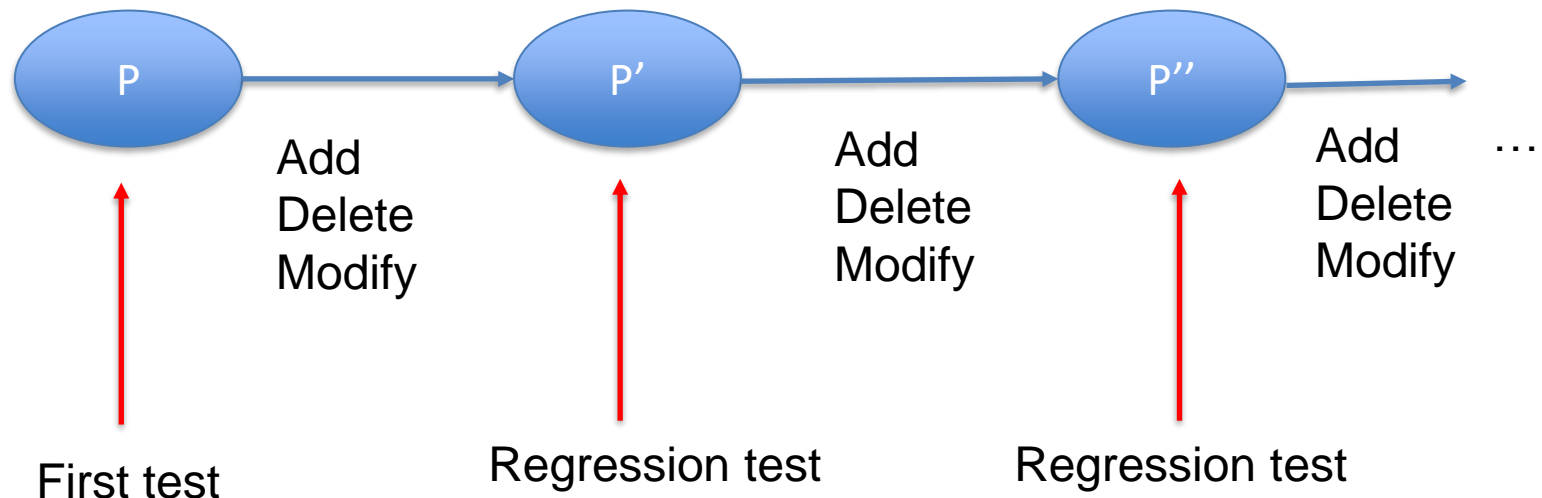 P
P′
P′′
Add
Delete
Modify
Add
Delete
Modify
Add
Delete
Modify
…
First test
Regression test
Regression test